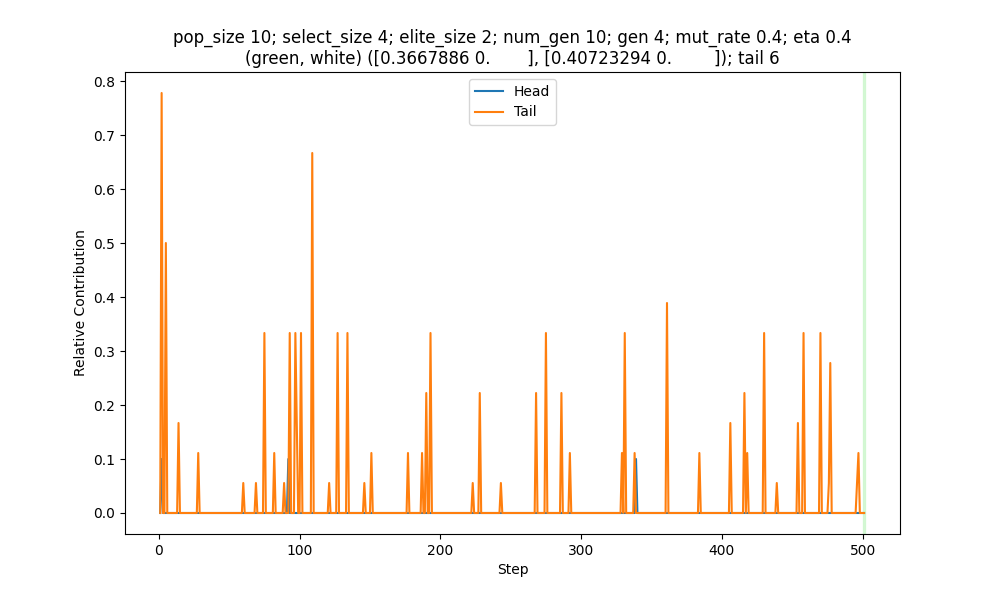 pop_size 10; select_size 4; elite_size 2; num_gen 10; gen 4; mut_rate 0.4; eta 0.4
(green, white) ([0.3667886 0.       ], [0.40723294 0.        ]); tail 6
Head
Tail
0.8
0.7
0.6
0.5
0.4
0.3
0.2
0.1
0.0
Relative Contribution
0
100
200
300
400
500
Step